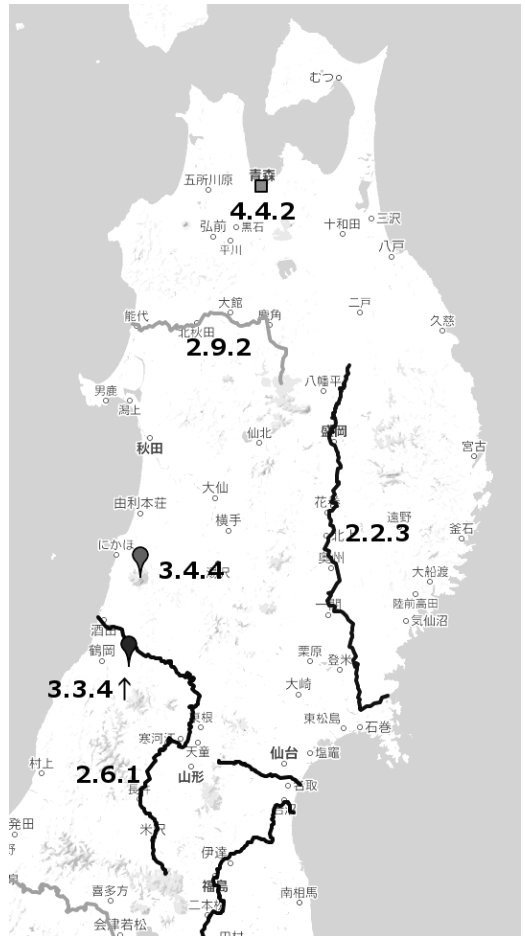 むつ
青森
五所川原
4.4.2
三沢
十和田
弘前
黒石
平川
八戸
大館
鹿角
二戸
能代
久慈
北秋田
2.9.2
八幡平
男鹿
潟上
仙北
盛岡
秋田
宮古
大仙
由利本荘
横手
花巻
遠野
釜石
2.2.3
にかほ
奥州
3.4.4
大船渡
陸前高田
一関
気仙沼
酒田
鶴岡
栗原
登米
3.3.4↑
大崎
東根
東松島
石巻
寒河江
天童
仙台
塩竈
村上
2.6.1
山形
名取
長井
岩沼
米沢
発田
伊達
福島
喜多方
南相馬
二本松
会津若松
田村